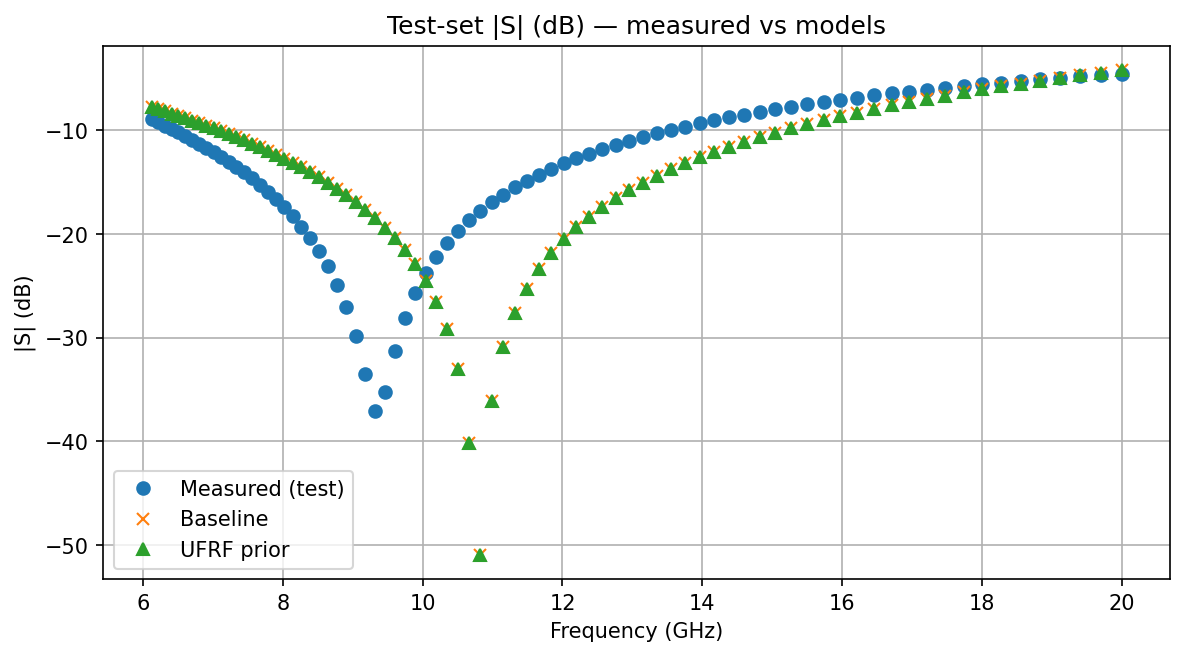 Test-set |S| (dB) — measured vs models
−10
−20
−30
−40
−50
|S| (dB)
Measured (test)
Baseline
UFRF prior
6 8 10 12 14 16 18 20
Frequency (GHz)